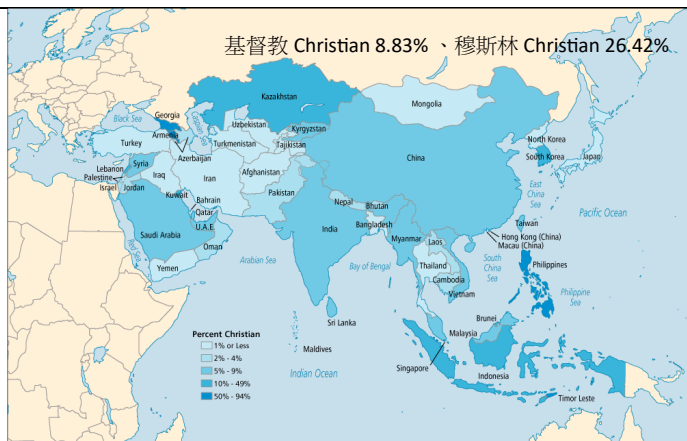 基督教 Christian 8.83% 、穆斯林 Christian 26.42%
Kazakhstan
Mongolia
Georgia
Black Sea
Caspian Sea
Armenia
Uzbekistan
Kyrgyzstan
Turkey
Turkmenistan
Tajikistan
North Korea
Azerbaijan
China
South Korea
Japan
Lebanon
Syria
Palestine
Israel
Jordan
Iraq
Iran
Afghanistan
East
China
Sea
Kuwait
Bahrain
Pakistan
Nepal
Bhutan
Pacific Ocean
Qatar
Taiwan
Saudi Arabia
U.A.E.
India
Bangladesh
Myanmar
Laos
Hong Kong (China)
Macau (China)
Red Sea
Oman
Arabian Sea
Bay of Bengal
Thailand
South
China
Sea
Philippines
Yemen
Cambodia
Vietnam
Philippine
Sea
Sri Lanka
Brunei
Malaysia
Maldives
Singapore
Indonesia
Indian Ocean
Timor Leste
Percent Christian
1% or Less
2% - 4%
5% - 9%
10% - 49%
50% - 94%